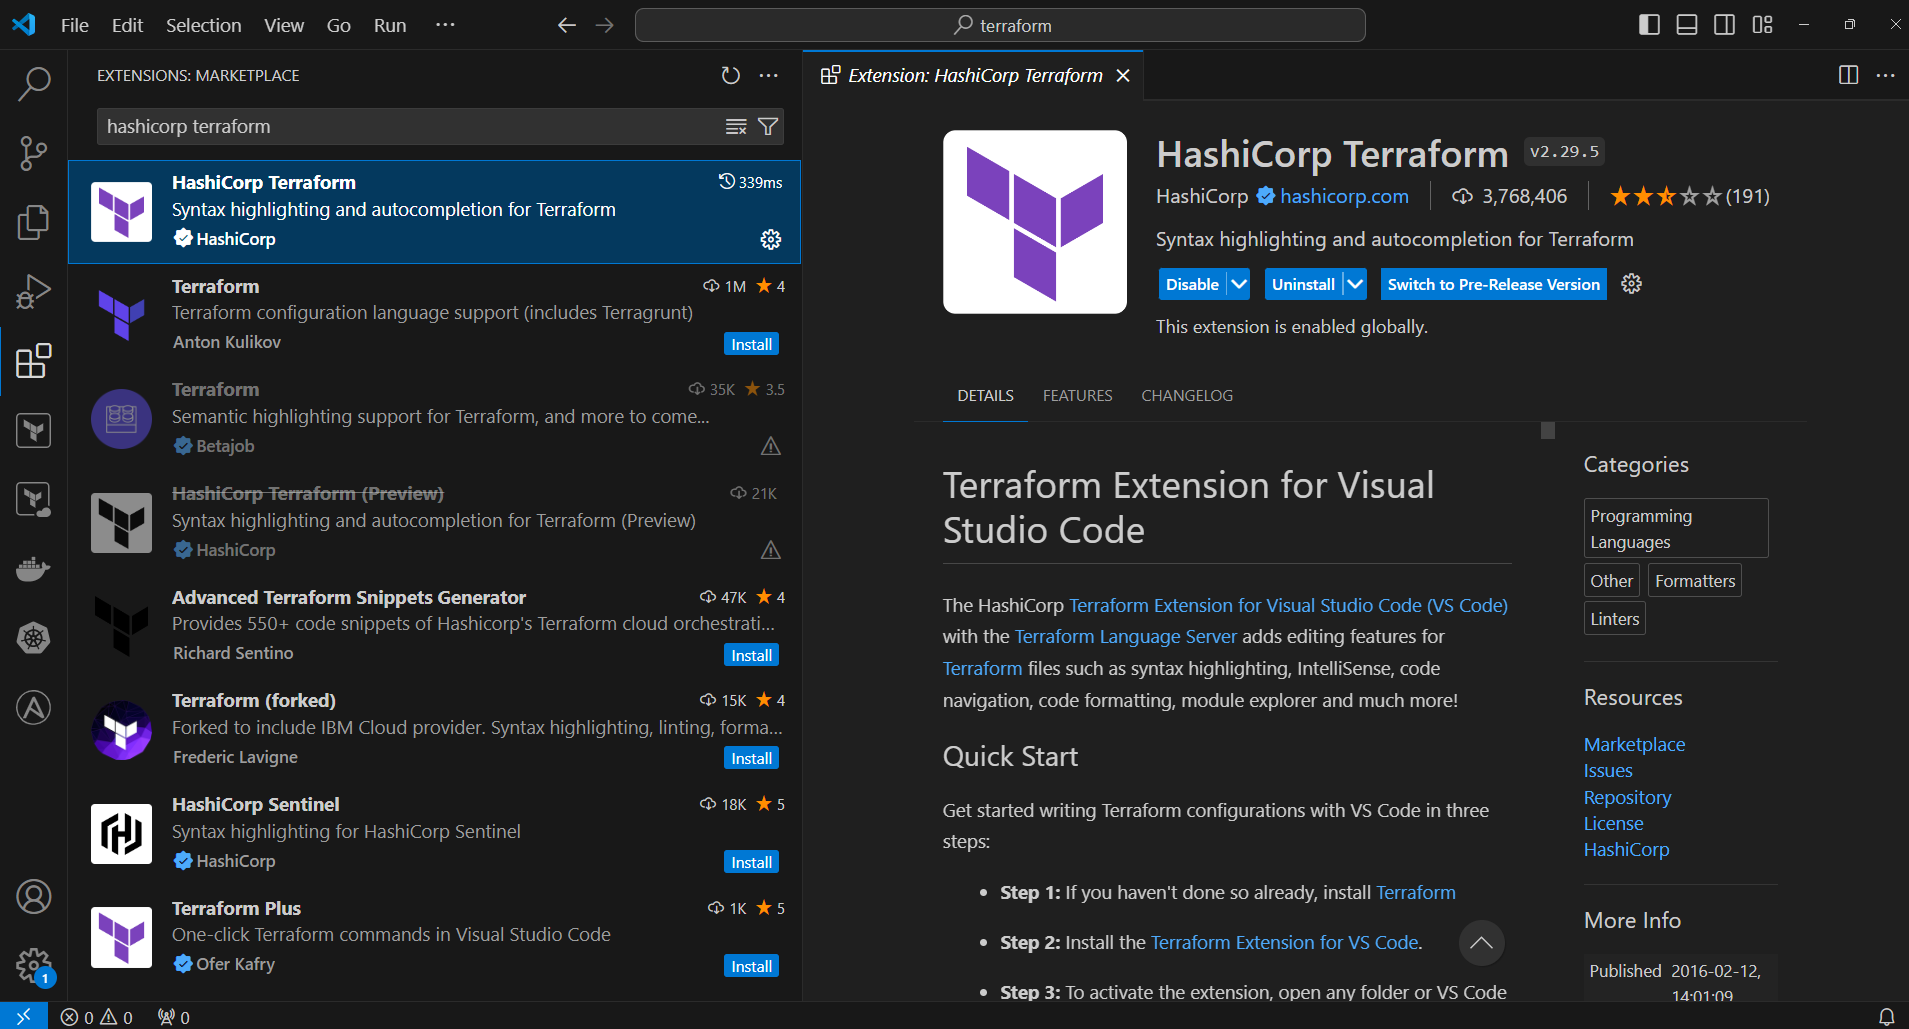 File Edit Selection View Go Run ···
terraform
EXTENSIONS: MARKETPLACE
hashicorp terraform
HashiCorp Terraform 339ms
Syntax highlighting and autocompletion for Terraform
HashiCorp
Terraform 1M 4
Terraform configuration language support (includes Terragrunt)
Anton Kulikov Install
Terraform 35K 3.5
Semantic highlighting support for Terraform, and more to come...
Betajob
HashiCorp Terraform (Preview) 21K
Syntax highlighting and autocompletion for Terraform (Preview)
HashiCorp
Advanced Terraform Snippets Generator 47K 4
Provides 550+ code snippets of Hashicorp's Terraform cloud orchestrati...
Richard Sentino Install
Terraform (forked) 15K 4
Forked to include IBM Cloud provider. Syntax highlighting, linting, forma...
Frederic Lavigne Install
HashiCorp Sentinel 18K 5
Syntax highlighting for HashiCorp Sentinel
HashiCorp Install
Terraform Plus 1K 5
One-click Terraform commands in Visual Studio Code
Ofer Kafry Install
1
0 0 0
Extension: HashiCorp Terraform
HashiCorp Terraform v2.29.5
HashiCorp hashicorp.com 3,768,406 (191)
Syntax highlighting and autocompletion for Terraform
Disable Uninstall Switch to Pre-Release Version
This extension is enabled globally.
DETAILS FEATURES CHANGELOG
Terraform Extension for Visual
Studio Code
The HashiCorp Terraform Extension for Visual Studio Code (VS Code)
with the Terraform Language Server adds editing features for
Terraform files such as syntax highlighting, IntelliSense, code
navigation, code formatting, module explorer and much more!
Quick Start
Get started writing Terraform configurations with VS Code in three
steps:
• Step 1: If you haven't done so already, install Terraform
• Step 2: Install the Terraform Extension for VS Code.
• Step 3: To activate the extension, open any folder or VS Code
Categories
Programming
Languages
Other Formatters
Linters
Resources
Marketplace
Issues
Repository
License
HashiCorp
More Info
Published 2016-02-12,
14:01:09